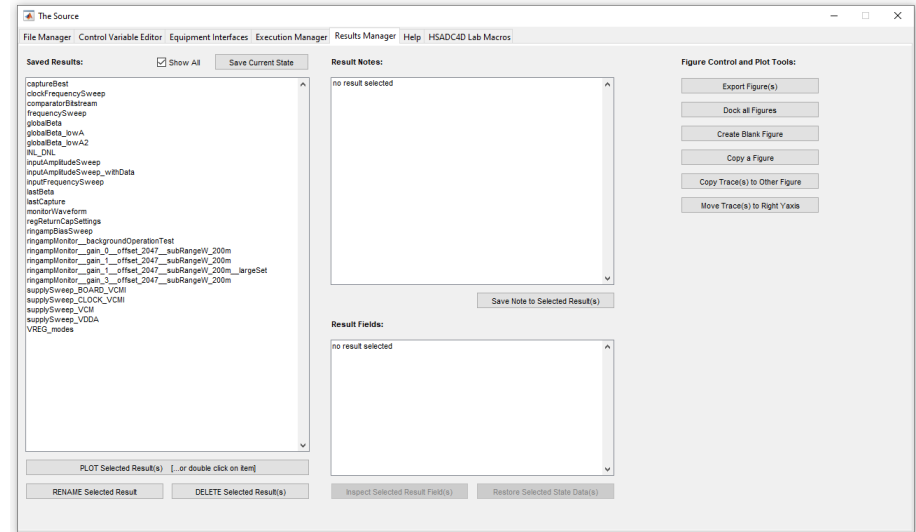 The Source
File Manager Control Variable Editor Equipment Interfaces Execution Manager Results Manager Help HSADC4D Lab Macros
Saved Results:
Show All
Save Current State
captureBest
clockFrequencySweep
comparatorBitstream
frequencySweep
globalBeta
globalBeta_lowA
globalBeta_lowA2
INL_DNL
inputAmplitudeSweep
inputAmplitudeSweep_withData
inputFrequencySweep
lastBeta
lastCapture
monitorWaveform
regReturnCapSettings
ringampBiasSweep
ringampMonitor__backgroundOperationTest
ringampMonitor__gain_0__offset_2047__subRangeW_200m
ringampMonitor__gain_1__offset_2047__subRangeW_200m
ringampMonitor__gain_1__offset_2047__subRangeW_200m__largeSet
ringampMonitor__gain_3__offset_2047__subRangeW_200m
supplySweep_BOARD_VCMI
supplySweep_CLOCK_VCMI
supplySweep_VCM
supplySweep_VDDA
VREG_modes
PLOT Selected Result(s) [...or double click on item]
RENAME Selected Result
DELETE Selected Result(s)
Result Notes:
no result selected
Save Note to Selected Result(s)
Result Fields:
no result selected
Inspect Selected Result Field(s)
Restore Selected State Data(s)
Figure Control and Plot Tools:
Export Figure(s)
Dock all Figures
Create Blank Figure
Copy a Figure
Copy Trace(s) to Other Figure
Move Trace(s) to Right Yaxis